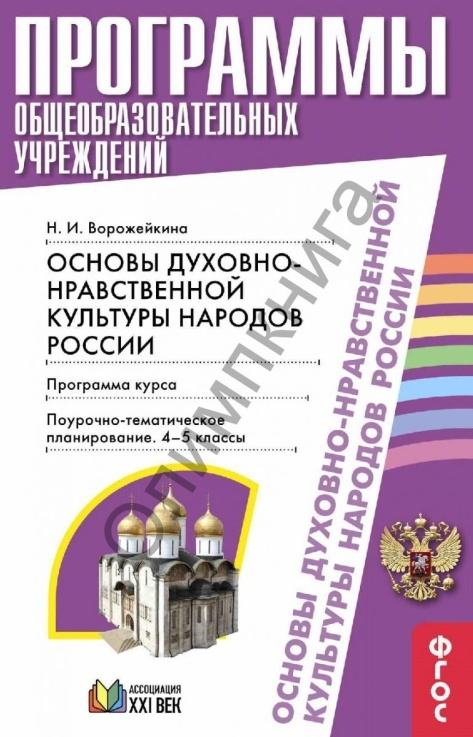 ПРОГРАММЫ
ОБЩЕОБРАЗОВАТЕЛЬНЫХ
УЧРЕЖДЕНИЙ
Н. И. Ворожейкина
ОСНОВЫ ДУХОВНО-
НРАВСТВЕННОЙ
КУЛЬТУРЫ НАРОДОВ
РОССИИ
Программа курса
Поурочно-тематическое
планирование. 4–5 классы
ОСНОВЫ ДУХОВНО-НРАВСТВЕННОЙ
КУЛЬТУРЫ НАРОДОВ РОССИИ
Олимпкнига
АССОЦИАЦИЯ
XXI ВЕК
ФГОС